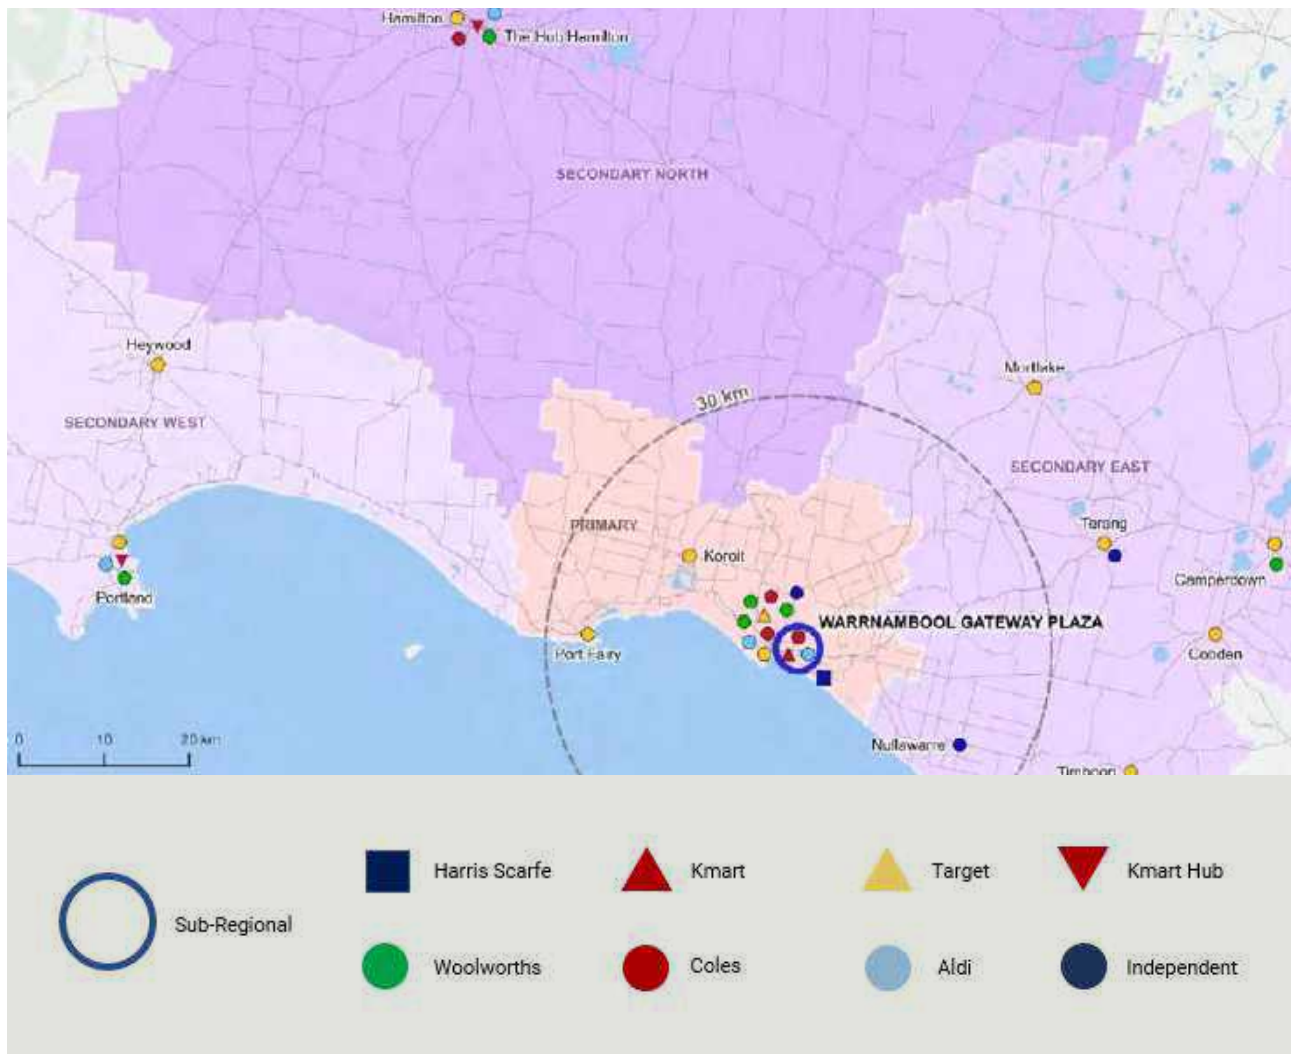 Hamilton
The Hub Hamilton
SECONDARY NORTH
Heywood
SECONDARY WEST
30 km
Mortlake
SECONDARY EAST
PRIMARY
Koroit
Terang
Camperdown
Portland
Port Fairy
WARRNAMBOOL GATEWAY PLAZA
Cobden
Nullawarre
0 10 20 km
Timboon
Harris Scarfe
Kmart
Target
Kmart Hub
Sub-Regional
Woolworths
Coles
Aldi
Independent